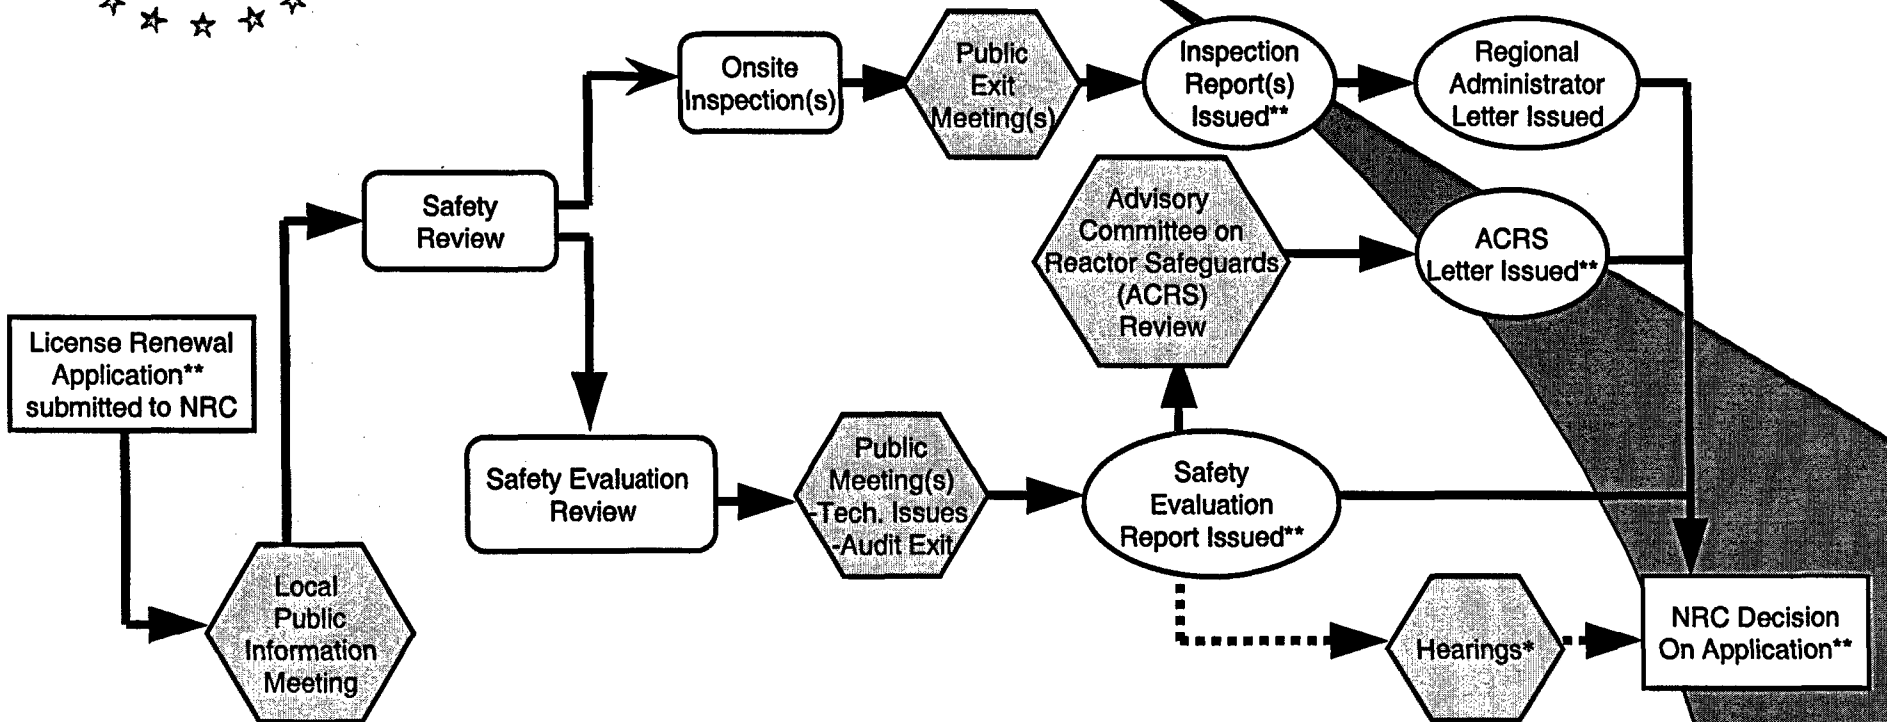 Onsite
Inspection(s)
Public
Exit
Meeting(s)
Inspection
Report(s)
Issued**
Regional
Administrator
Letter Issued
Safety
Review
Advisory
Committee on
Reactor Safeguards
(ACRS)
Review
ACRS
Letter Issued**
License Renewal
Application**
submitted to NRC
Safety Evaluation
Review
Public
Meeting(s)
-Tech. Issues
-Audit Exit
Safety
Evaluation
Report Issued**
Local
Public
Information
Meeting
Hearings*
NRC Decision
On Application**